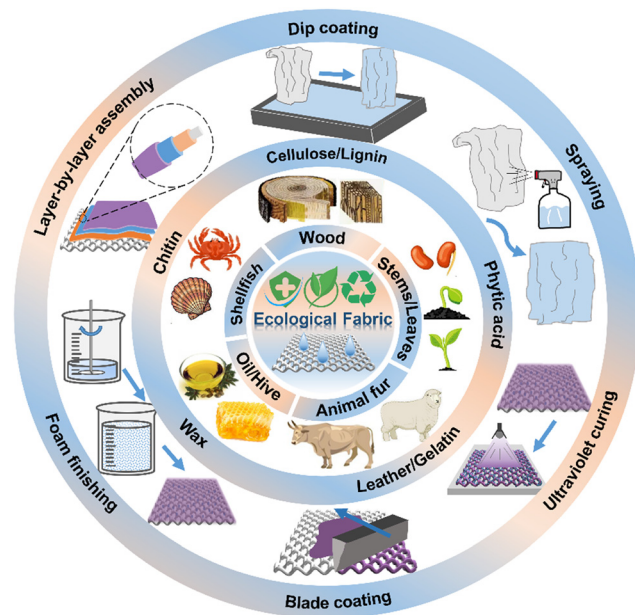 Dip coating
Layer-by-layer assembly
Spraying
Cellulose/Lignin
Chitin
Phytic acid
Wood
Shellfish
Stems/Leaves
Ecological Fabric
Oil/Hive
Animal fur
Wax
Leather/Gelatin
Foam finishing
Ultraviolet curing
Blade coating